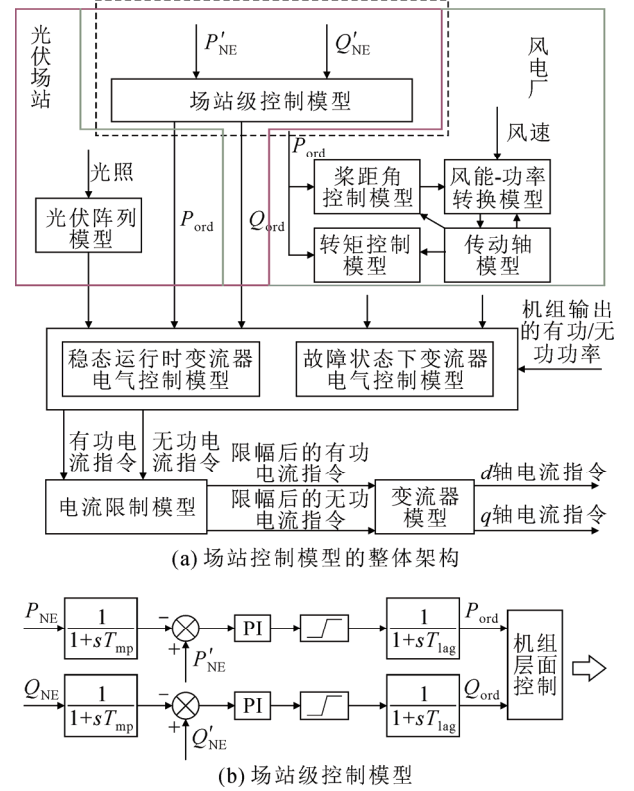 光伏场站
P′NE
Q′NE
风电厂
场站级控制模型
风速
光照
Pord
光伏阵列
模型
Pord
Qord
桨距角
控制模型
风能-功率
转换模型
转矩控制
模型
传动轴
模型
机组输出
的有功/无
功功率
稳态运行时变流器
电气控制模型
故障状态下变流器
电气控制模型
有功电
流指令
无功电
流指令
限幅后的有功
电流指令
限幅后的无功
电流指令
电流限制模型
变流器
模型
d轴电流指令
q轴电流指令
(a) 场站控制模型的整体架构
PNE
1
1+sTmp
−
+
P′NE
PI
1
1+sTlag
Pord
机组
层面
控制
QNE
1
1+sTmp
−
+
Q′NE
PI
1
1+sTlag
Qord
(b) 场站级控制模型